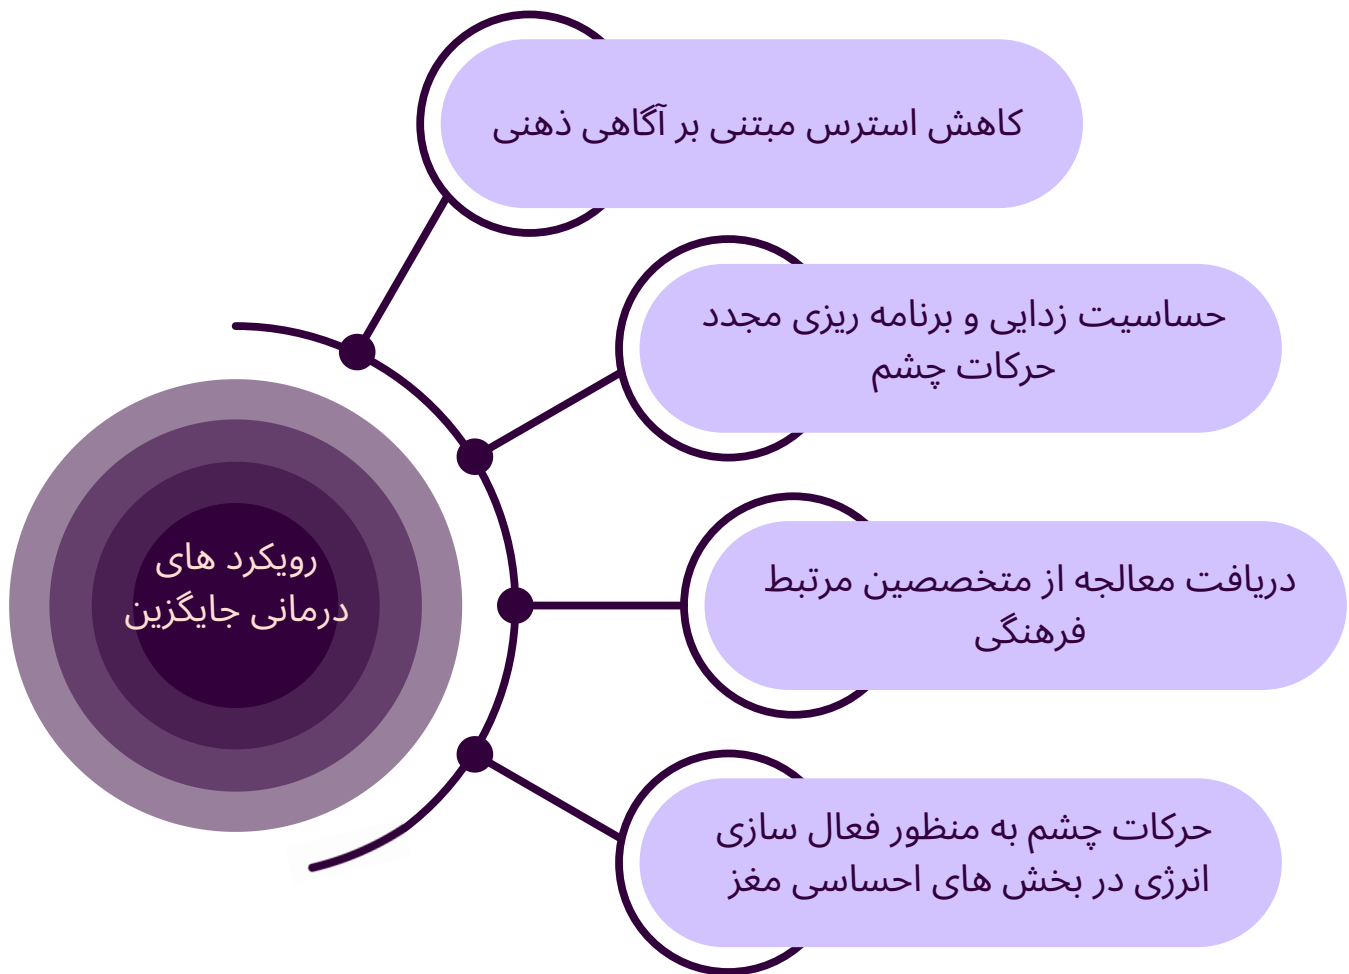 کاهش استرس مبتنی بر آگاهی ذهنی
حساسیت زدایی و برنامه ریزی مجدد
حرکات چشم
رویکرد های
درمانی جایگزین
دریافت معالجه از متخصصین مرتبط
فرهنگی
حرکات چشم به منظور فعال سازی
انرژی در بخش های احساسی مغز